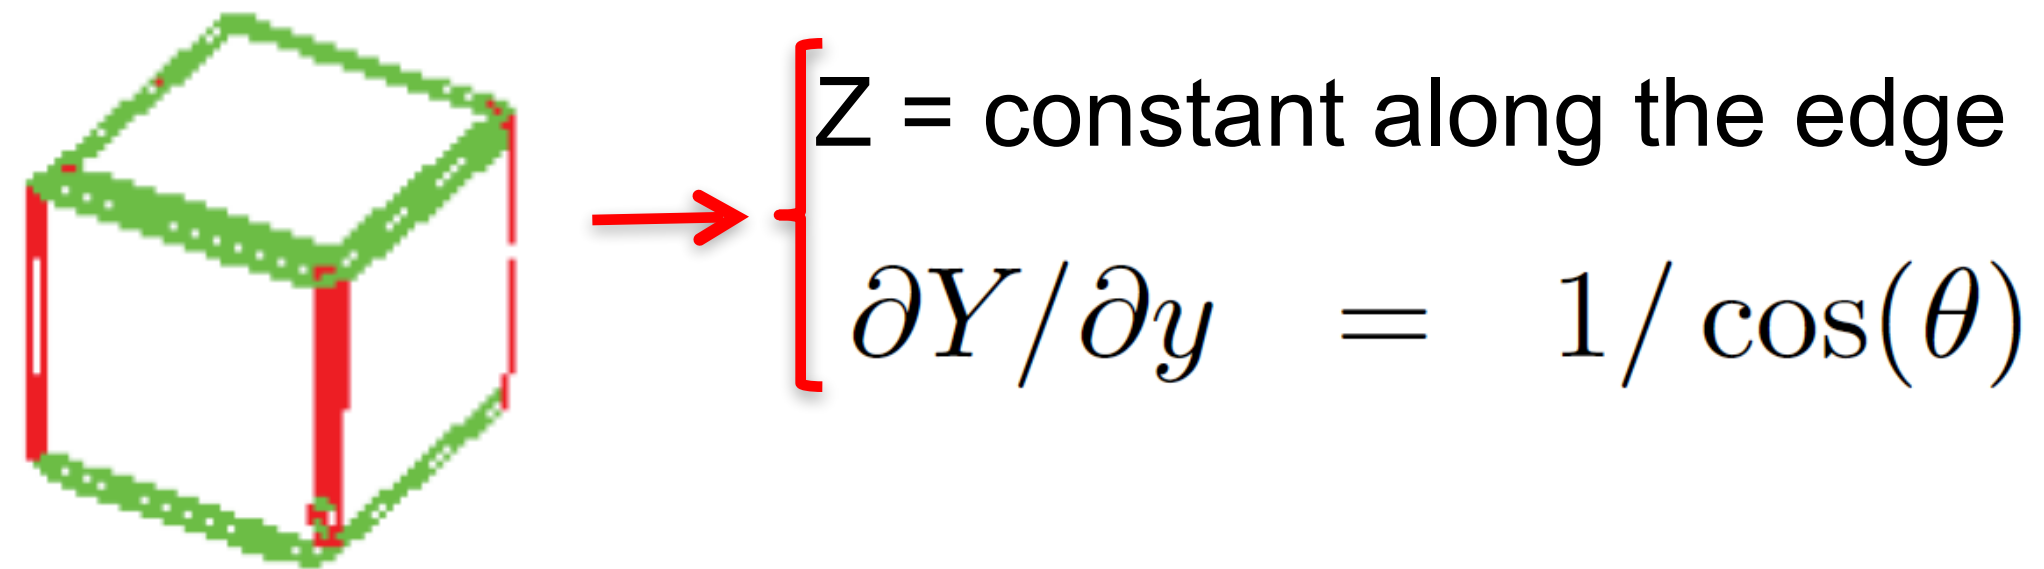 Z = constant along the edge
∂Y/∂y = 1/ cos(θ)